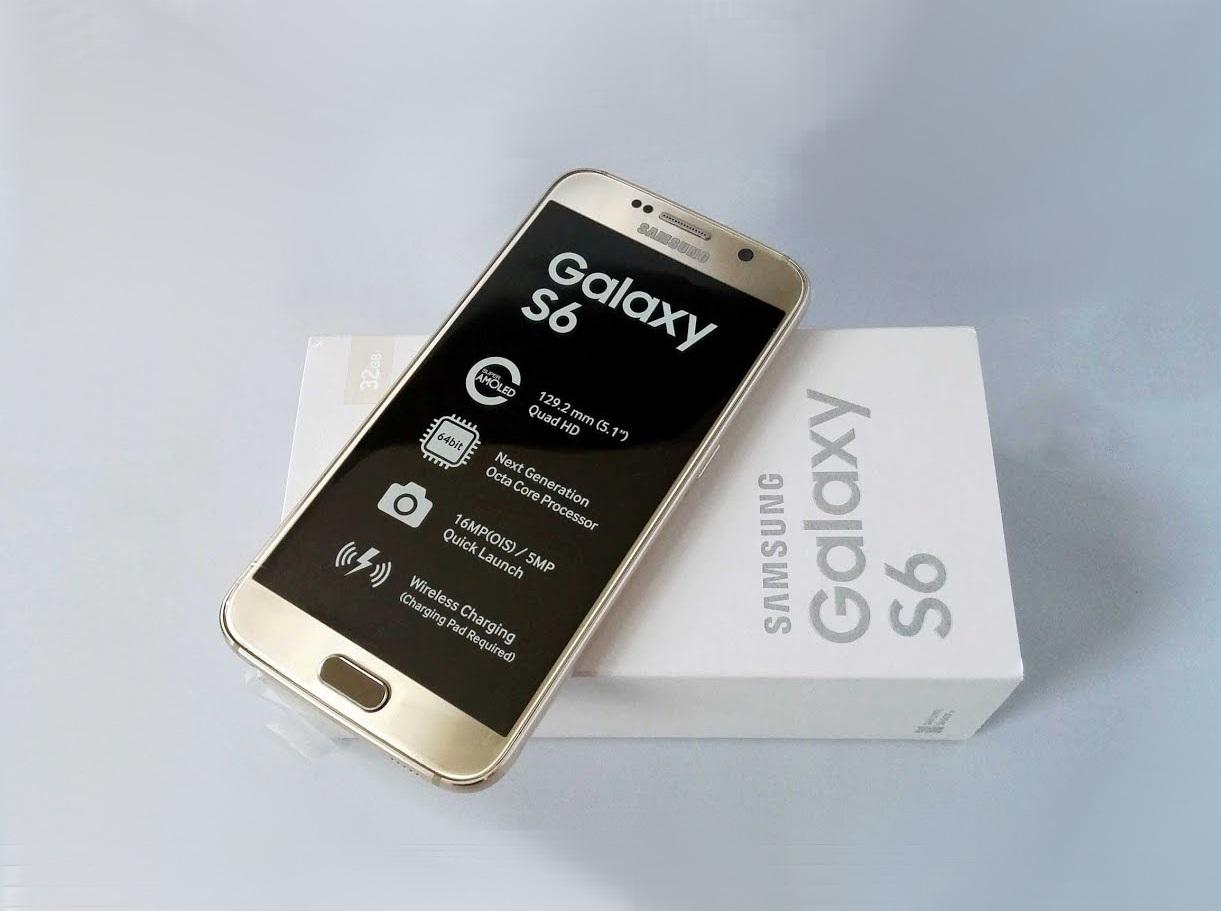 SAMSUNG
Galaxy
S6
SUPER
AMOLED
129.2 mm (5.1")
Quad HD
64bit
Next Generation
Octa Core Processor
16MP(OIS) / 5MP
Quick Launch
Wireless Charging
(Charging Pad Required)
32GB
SAMSUNG
Galaxy
S6